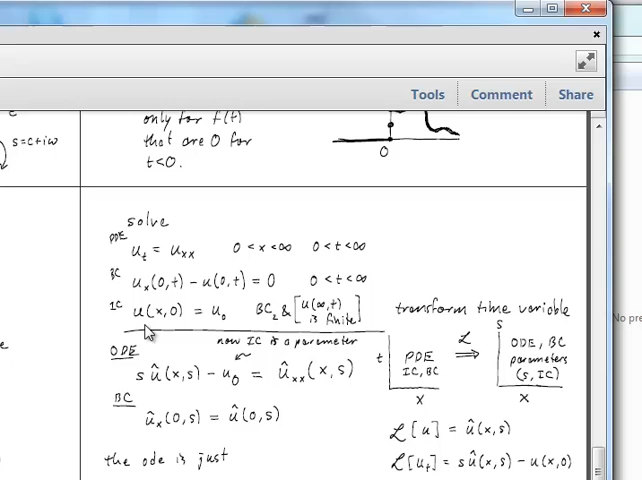 Tools Comment Share
only for f(t)
that are 0 for
t<0.
s=c+iω
0
solve
PDE u_t = u_xx 0<x<∞ 0<t<∞
BC u_x(0,t) - u(0,t) = 0 0<t<∞
IC u(x,0) = u_0 BC_2 & [u(∞,t) is finite]
transform time variable
now IC is a parameter
ODE
s û(x,s) - u_0 = û_xx(x,s)
BC
û_x(0,s) = û(0,s)
t
PDE
IC, BC
x
ℒ
⇒
s
ODE, BC
parameters
(s, IC)
x
ℒ[u] = û(x,s)
ℒ[u_t] = s û(x,s) - u(x,0)
the ode is just
No pre